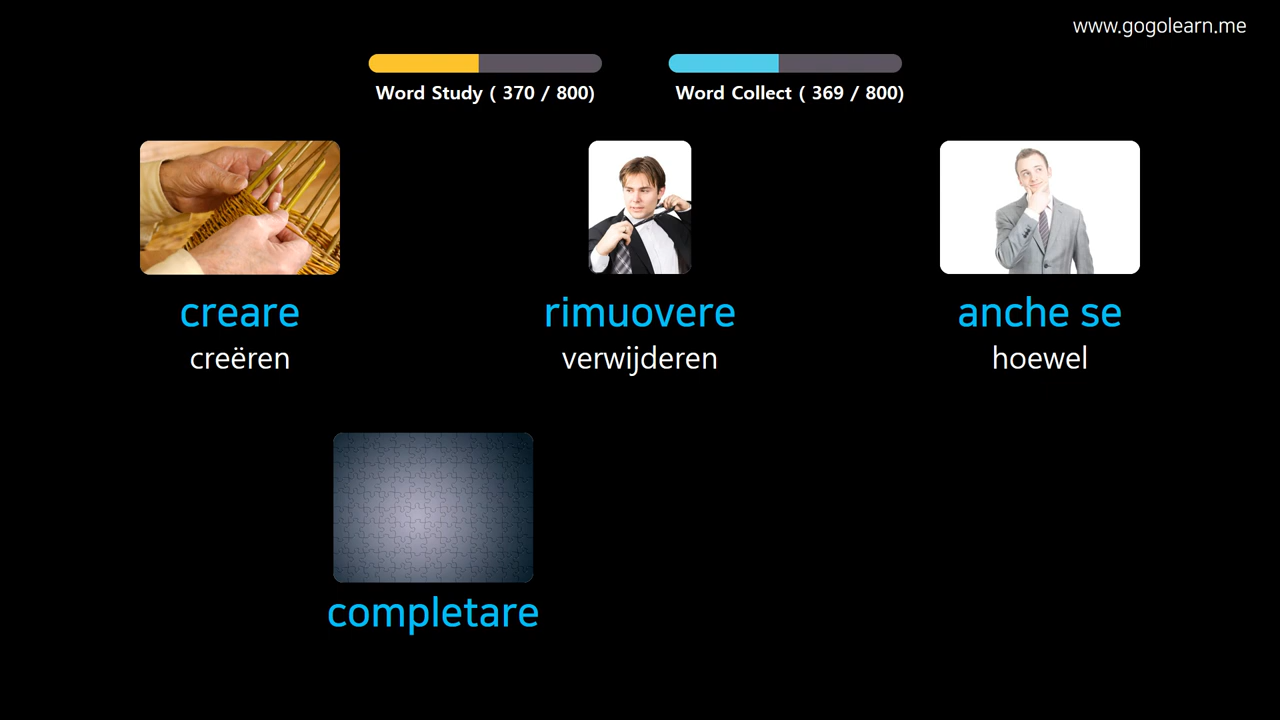 www.gogolearn.me
Word Study ( 370 / 800)
Word Collect ( 369 / 800)
creare
creëren
rimuovere
verwijderen
anche se
hoewel
completare